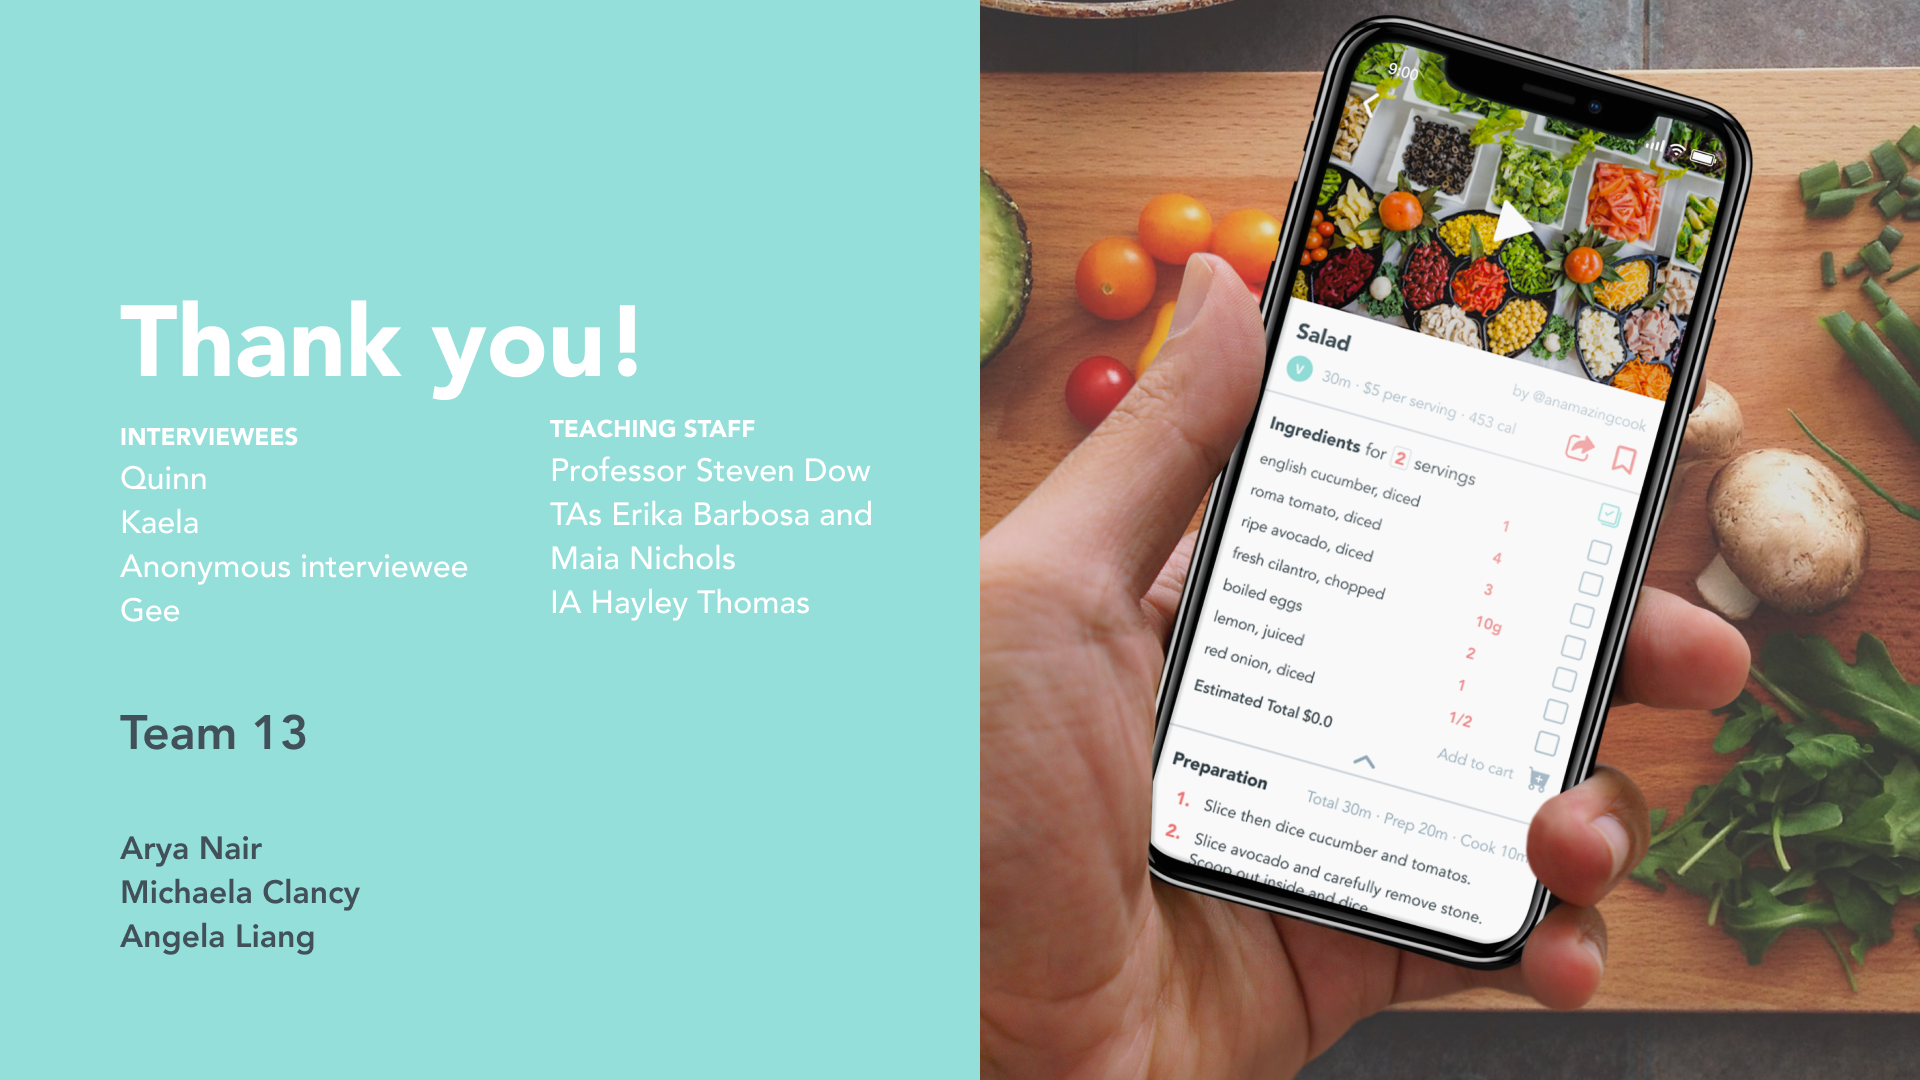 Thank you!
INTERVIEWEES
Quinn
Kaela
Anonymous interviewee
Gee
TEACHING STAFF
Professor Steven Dow
TAs Erika Barbosa and
Maia Nichols
IA Hayley Thomas
Team 13
Arya Nair
Michaela Clancy
Angela Liang
9:00
Salad
by @anamazingcook
V 30m · $5 per serving · 453 cal
Ingredients for 2 servings
english cucumber, diced 1
roma tomato, diced 4
ripe avocado, diced 3
fresh cilantro, chopped 10g
boiled eggs 2
lemon, juiced 1
red onion, diced 1/2
Estimated Total $0.0
Add to cart
Preparation
Total 30m · Prep 20m · Cook 10m
1. Slice then dice cucumber and tomatos.
2. Slice avocado and carefully remove stone.
Scoop out inside and dice